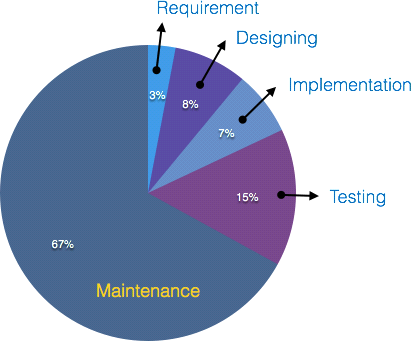 Requirement
Designing
3%
8%
Implementation
7%
15%
Testing
67%
Maintenance